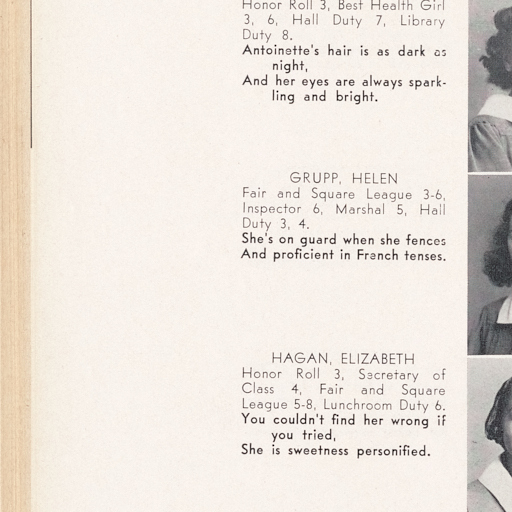 Honor Roll 3, Best Health Girl
3, 6, Hall Duty 7, Library
Duty 8.
Antoinette's hair is as dark as
night,
And her eyes are always spark-
ling and bright.
GRUPP, HELEN
Fair and Square League 3-6,
Inspector 6, Marshal 5, Hall
Duty 3, 4.
She's on guard when she fences
And proficient in French tenses.
HAGAN, ELIZABETH
Honor Roll 3, Secretary of
Class 4, Fair and Square
League 5-8, Lunchroom Duty 6.
You couldn't find her wrong if
you tried,
She is sweetness personified.